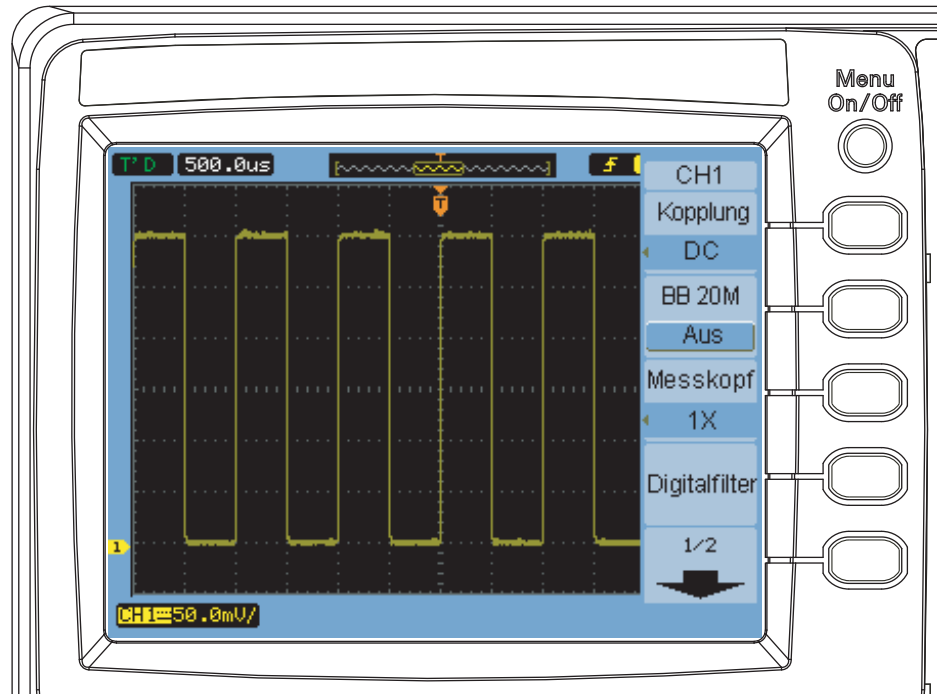 Menu
On/Off
T’D 500.0us T
CH1
Kopplung
T
DC
BB 20M
Aus
Messkopf
1X
Digitalfilter
1/2
1
CH1 50.0mV/